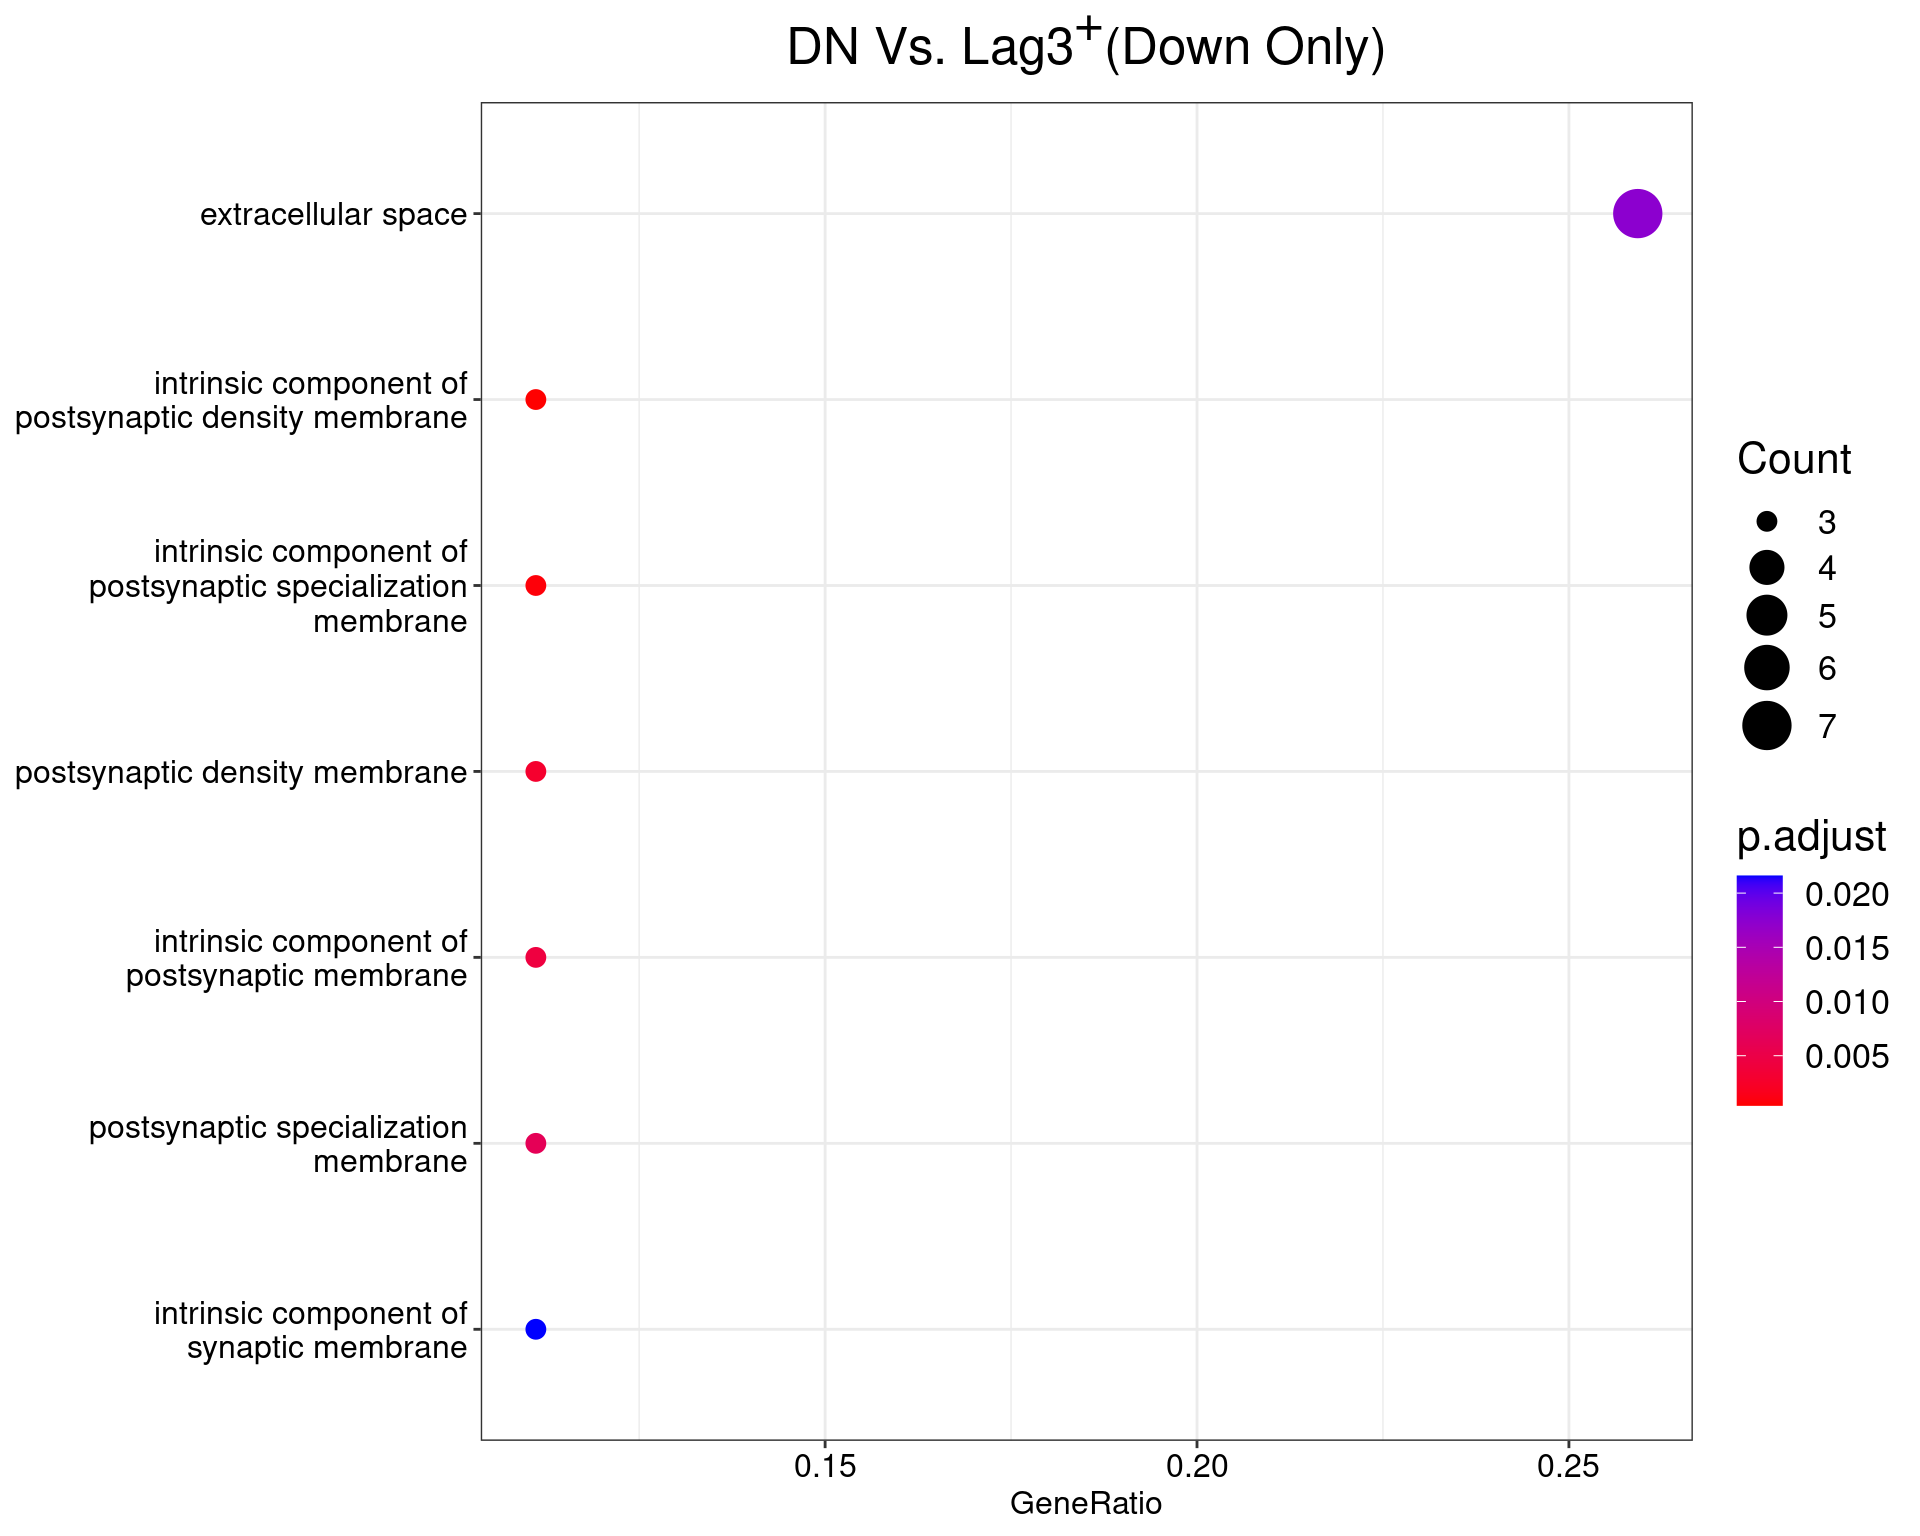 DN Vs. Lag3+(Down Only)
extracellular space
intrinsic component of
postsynaptic density membrane
intrinsic component of
postsynaptic specialization
membrane
postsynaptic density membrane
intrinsic component of
postsynaptic membrane
postsynaptic specialization
membrane
intrinsic component of
synaptic membrane
0.15
0.20
0.25
GeneRatio
Count
3
4
5
6
7
p.adjust
0.020
0.015
0.010
0.005